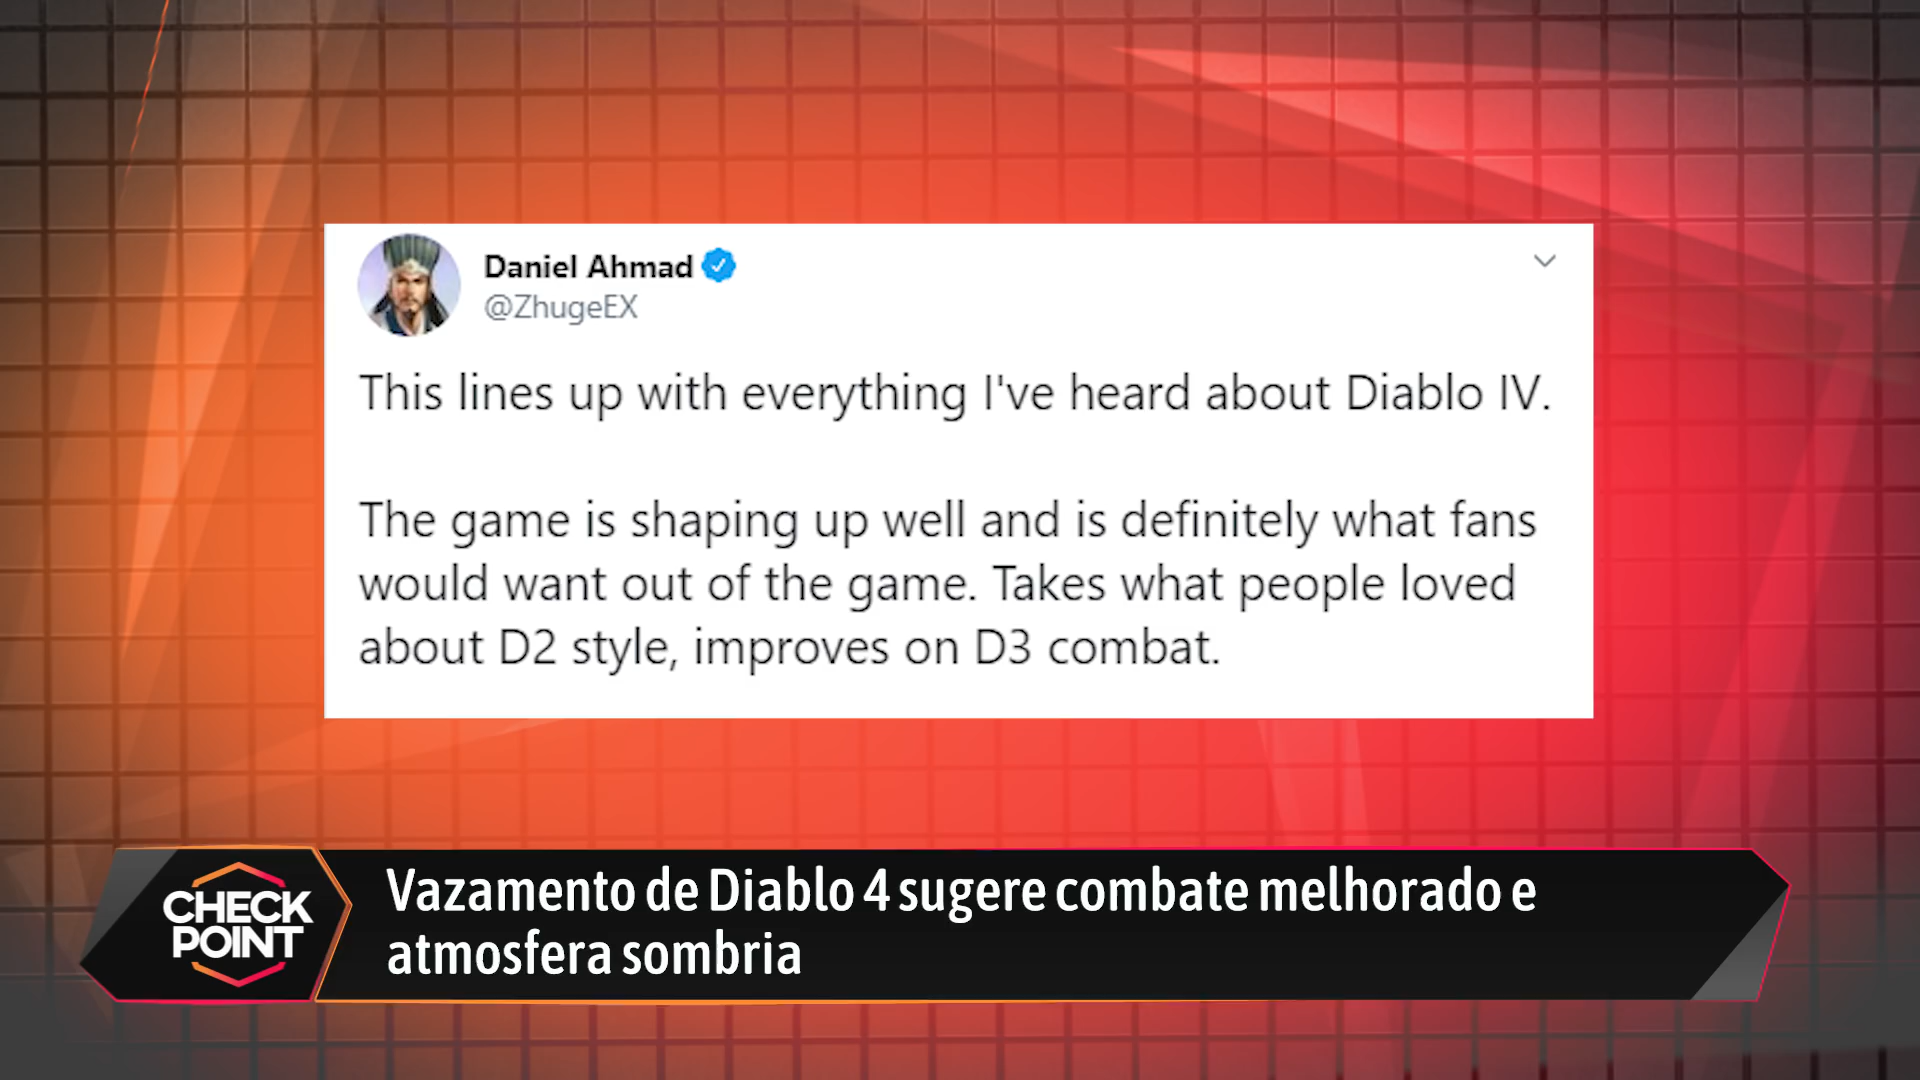 Daniel Ahmad
@ZhugeEX
This lines up with everything I've heard about Diablo IV.
The game is shaping up well and is definitely what fans
would want out of the game. Takes what people loved
about D2 style, improves on D3 combat.
CHECK
POINT
Vazamento de Diablo 4 sugere combate melhorado e
atmosfera sombria